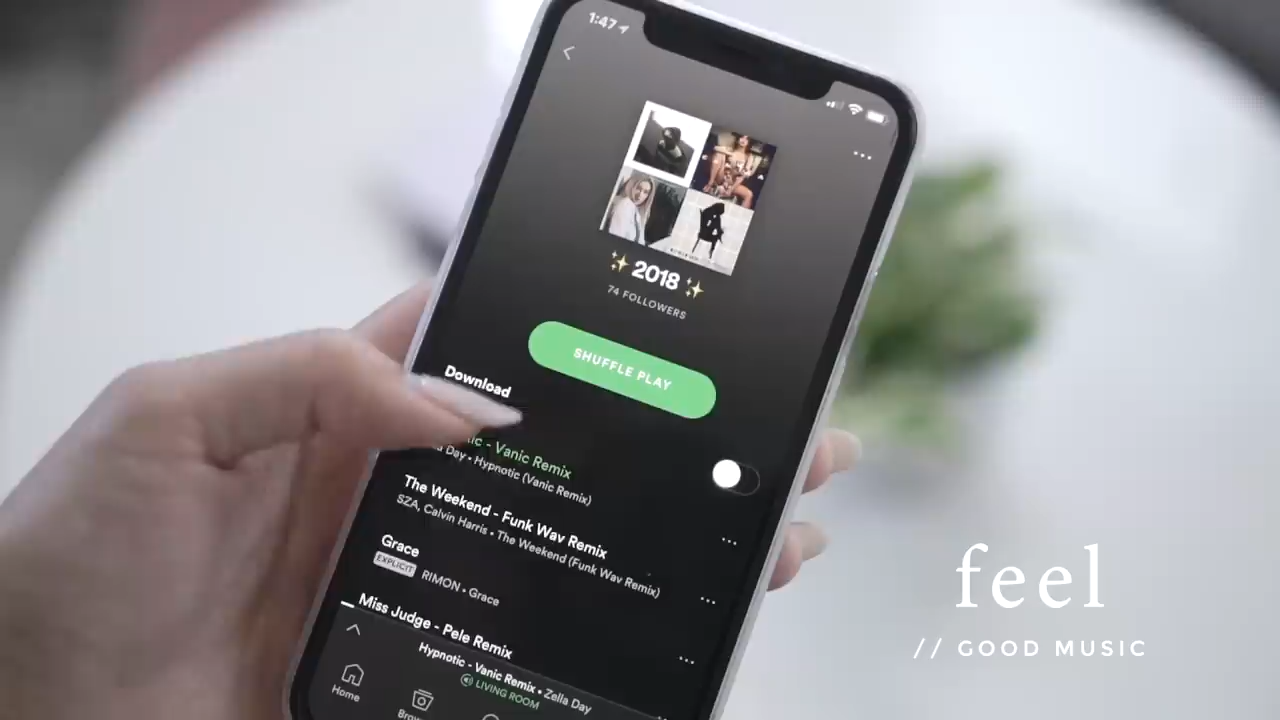 1:47
✨ 2018 ✨
74 FOLLOWERS
SHUFFLE PLAY
Download
- Vanic Remix
Day • Hypnotic (Vanic Remix)
The Weekend - Funk Wav Remix
SZA, Calvin Harris • The Weekend (Funk Wav Remix)
Grace
EXPLICIT RIMON • Grace
Miss Judge - Pele Remix
Hypnotic - Vanic Remix • Zella Day
LIVING ROOM
Home
feel
// GOOD MUSIC